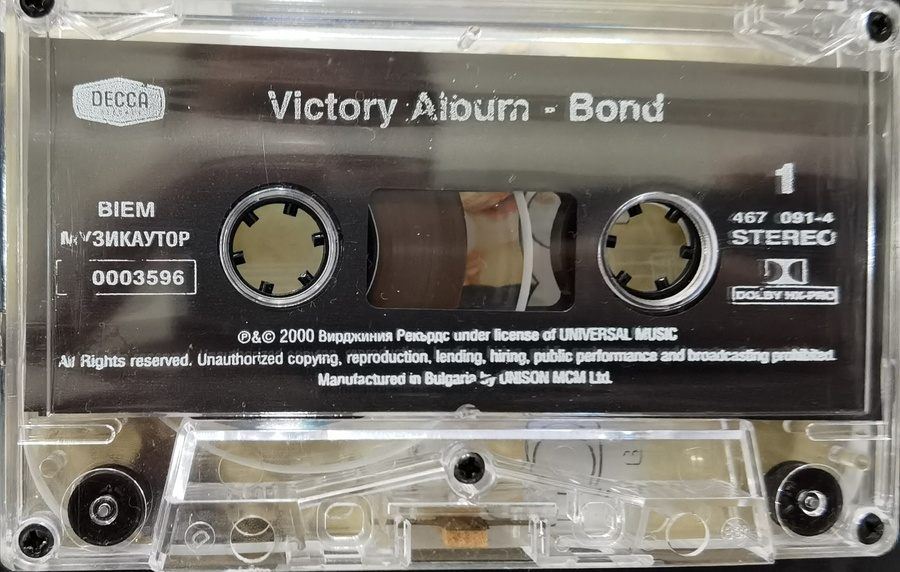 DECCA
Victory Album - Bond
1
BIEM
МУЗИКАУТОР
0003596
467 091-4
STEREO
DOLBY HX-PRO
℗&© 2000 Вирджиния Рекърдс under license of UNIVERSAL MUSIC
All Rights reserved. Unauthorized copying, reproduction, lending, hiring, public performance and broadcasting prohibited.
Manufactured in Bulgaria by UNISON MCM Ltd.